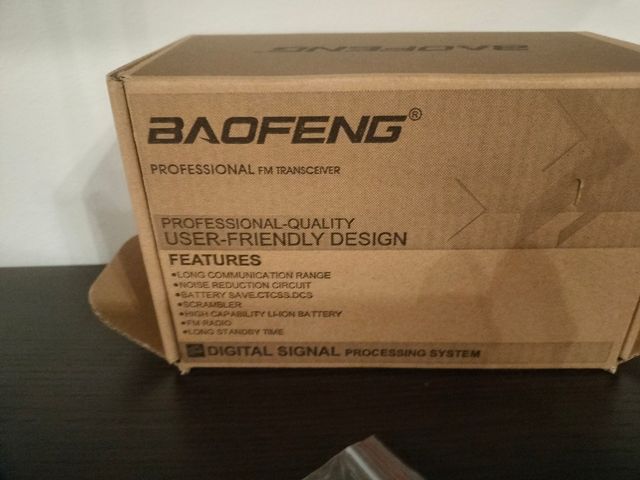 BAOFENG
BAOFENG®
PROFESSIONAL FM TRANSCEIVER
PROFESSIONAL-QUALITY
USER-FRIENDLY DESIGN
FEATURES
•LONG COMMUNICATION RANGE
•NOISE REDUCTION CIRCUIT
•BATTERY SAVE.CTCSS.DCS
•SCRAMBLER
•HIGH CAPABILITY LI-ION BATTERY
•FM RADIO
•LONG STANDBY TIME
DIGITAL SIGNAL PROCESSING SYSTEM